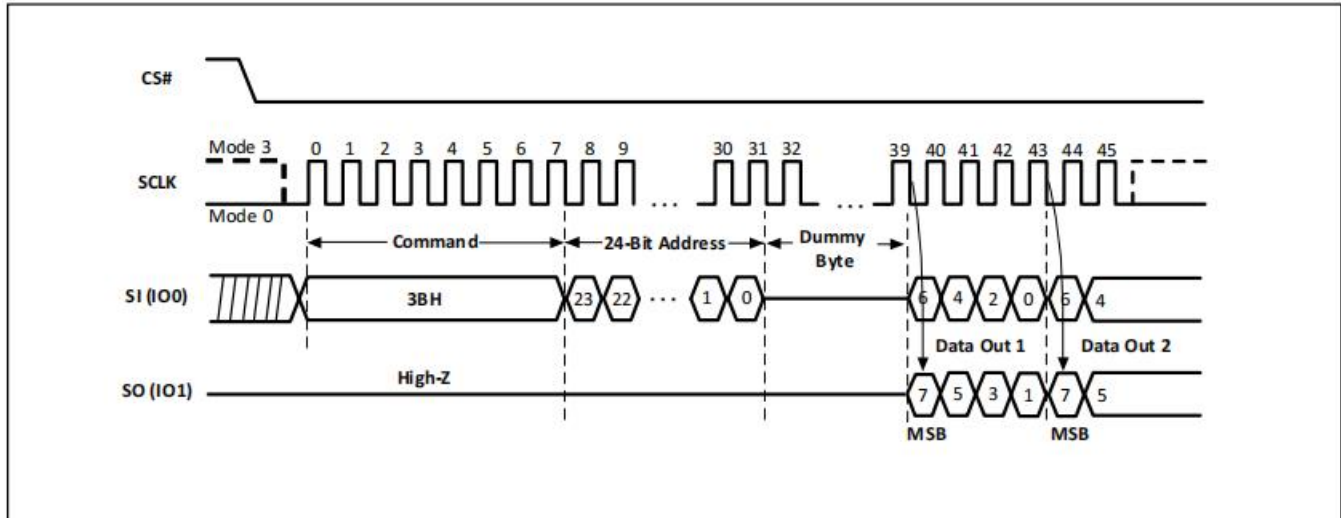 CS#
Mode 3 0 1 2 3 4 5 6 7 8 9 30 31 32 39 40 41 42 43 44 45
SCLK
Mode 0 ... ...
Command 24-Bit Address Dummy Byte
SI (IO0) 3BH 23 22 ... 1 0 6 4 2 0 6 4
Data Out 1 Data Out 2
High-Z
SO (IO1) 7 5 3 1 7 5
MSB MSB